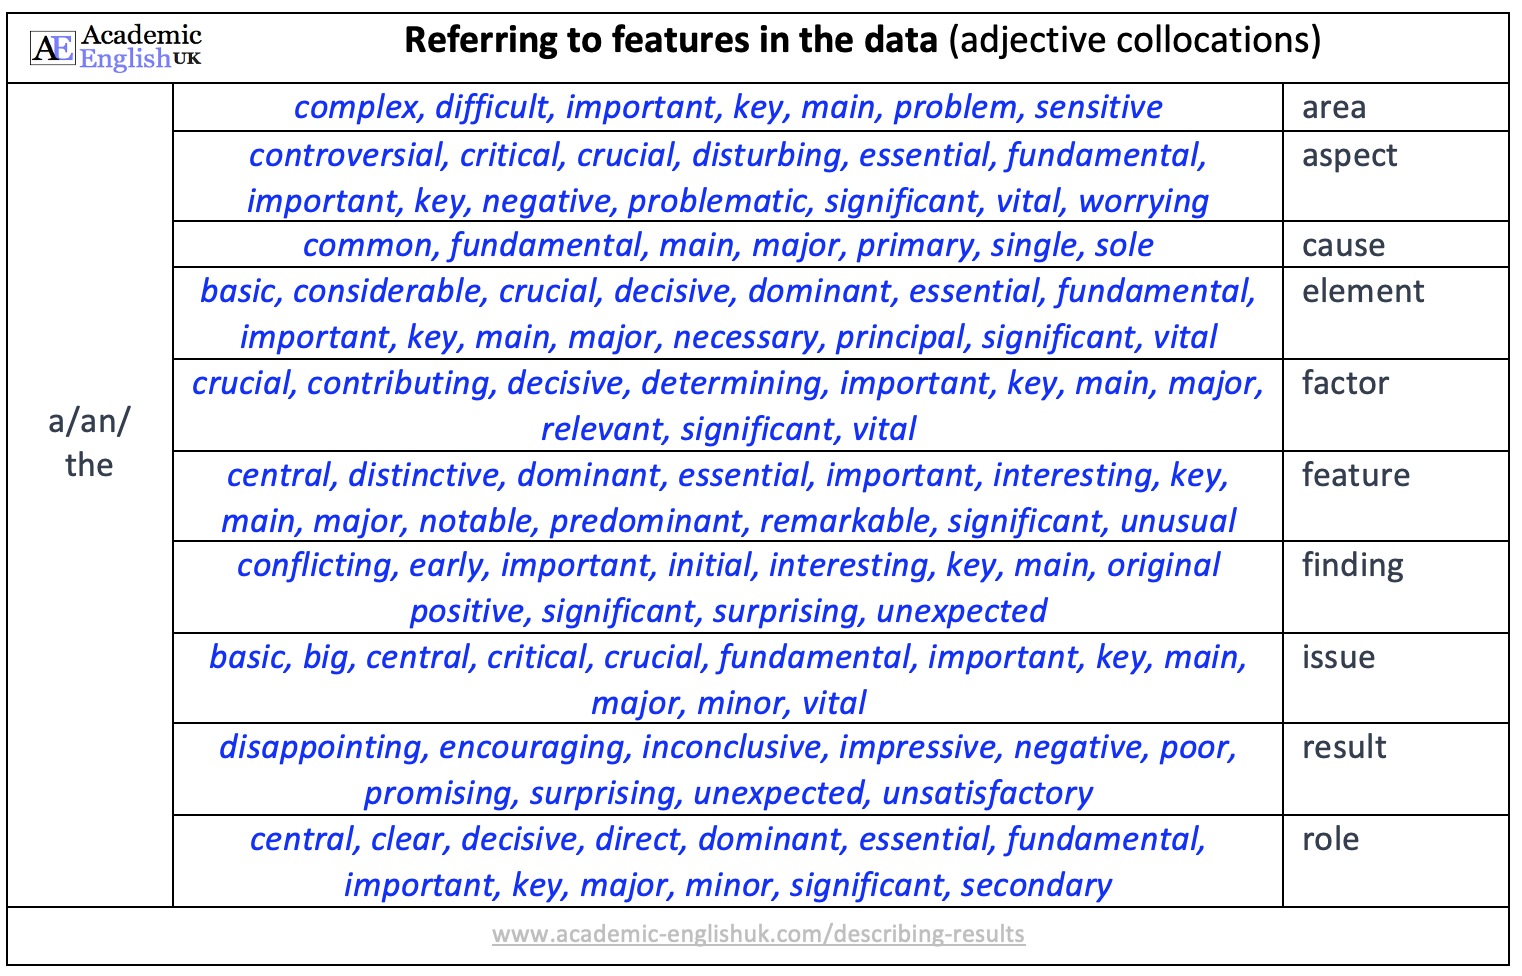 AE Academic English UK
Referring to features in the data (adjective collocations)
a/an/
the
complex, difficult, important, key, main, problem, sensitive
area
controversial, critical, crucial, disturbing, essential, fundamental,
important, key, negative, problematic, significant, vital, worrying
aspect
common, fundamental, main, major, primary, single, sole
cause
basic, considerable, crucial, decisive, dominant, essential, fundamental,
important, key, main, major, necessary, principal, significant, vital
element
crucial, contributing, decisive, determining, important, key, main, major,
relevant, significant, vital
factor
central, distinctive, dominant, essential, important, interesting, key,
main, major, notable, predominant, remarkable, significant, unusual
feature
conflicting, early, important, initial, interesting, key, main, original
positive, significant, surprising, unexpected
finding
basic, big, central, critical, crucial, fundamental, important, key, main,
major, minor, vital
issue
disappointing, encouraging, inconclusive, impressive, negative, poor,
promising, surprising, unexpected, unsatisfactory
result
central, clear, decisive, direct, dominant, essential, fundamental,
important, key, major, minor, significant, secondary
role
www.academic-englishuk.com/describing-results